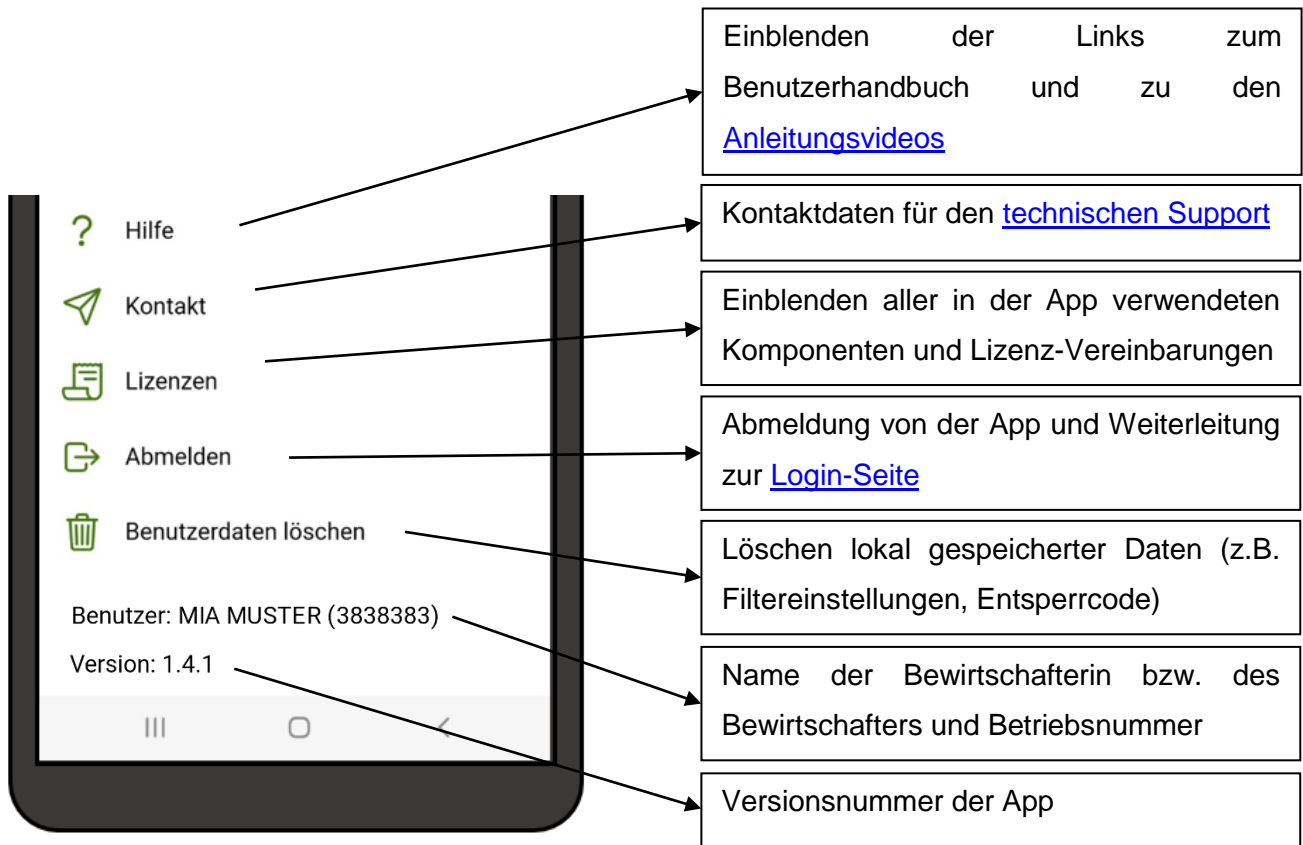 Einblenden der Links zum
Benutzerhandbuch und zu den
Anleitungsvideos
Hilfe
Kontaktdaten für den technischen Support
Kontakt
Einblenden aller in der App verwendeten
Komponenten und Lizenz-Vereinbarungen
Lizenzen
Abmeldung von der App und Weiterleitung
zur Login-Seite
Abmelden
Benutzerdaten löschen
Löschen lokal gespeicherter Daten (z.B.
Filtereinstellungen, Entsperrcode)
Benutzer: MIA MUSTER (3838383)
Version: 1.4.1
Name der Bewirtschafterin bzw. des
Bewirtschafters und Betriebsnummer
Versionsnummer der App